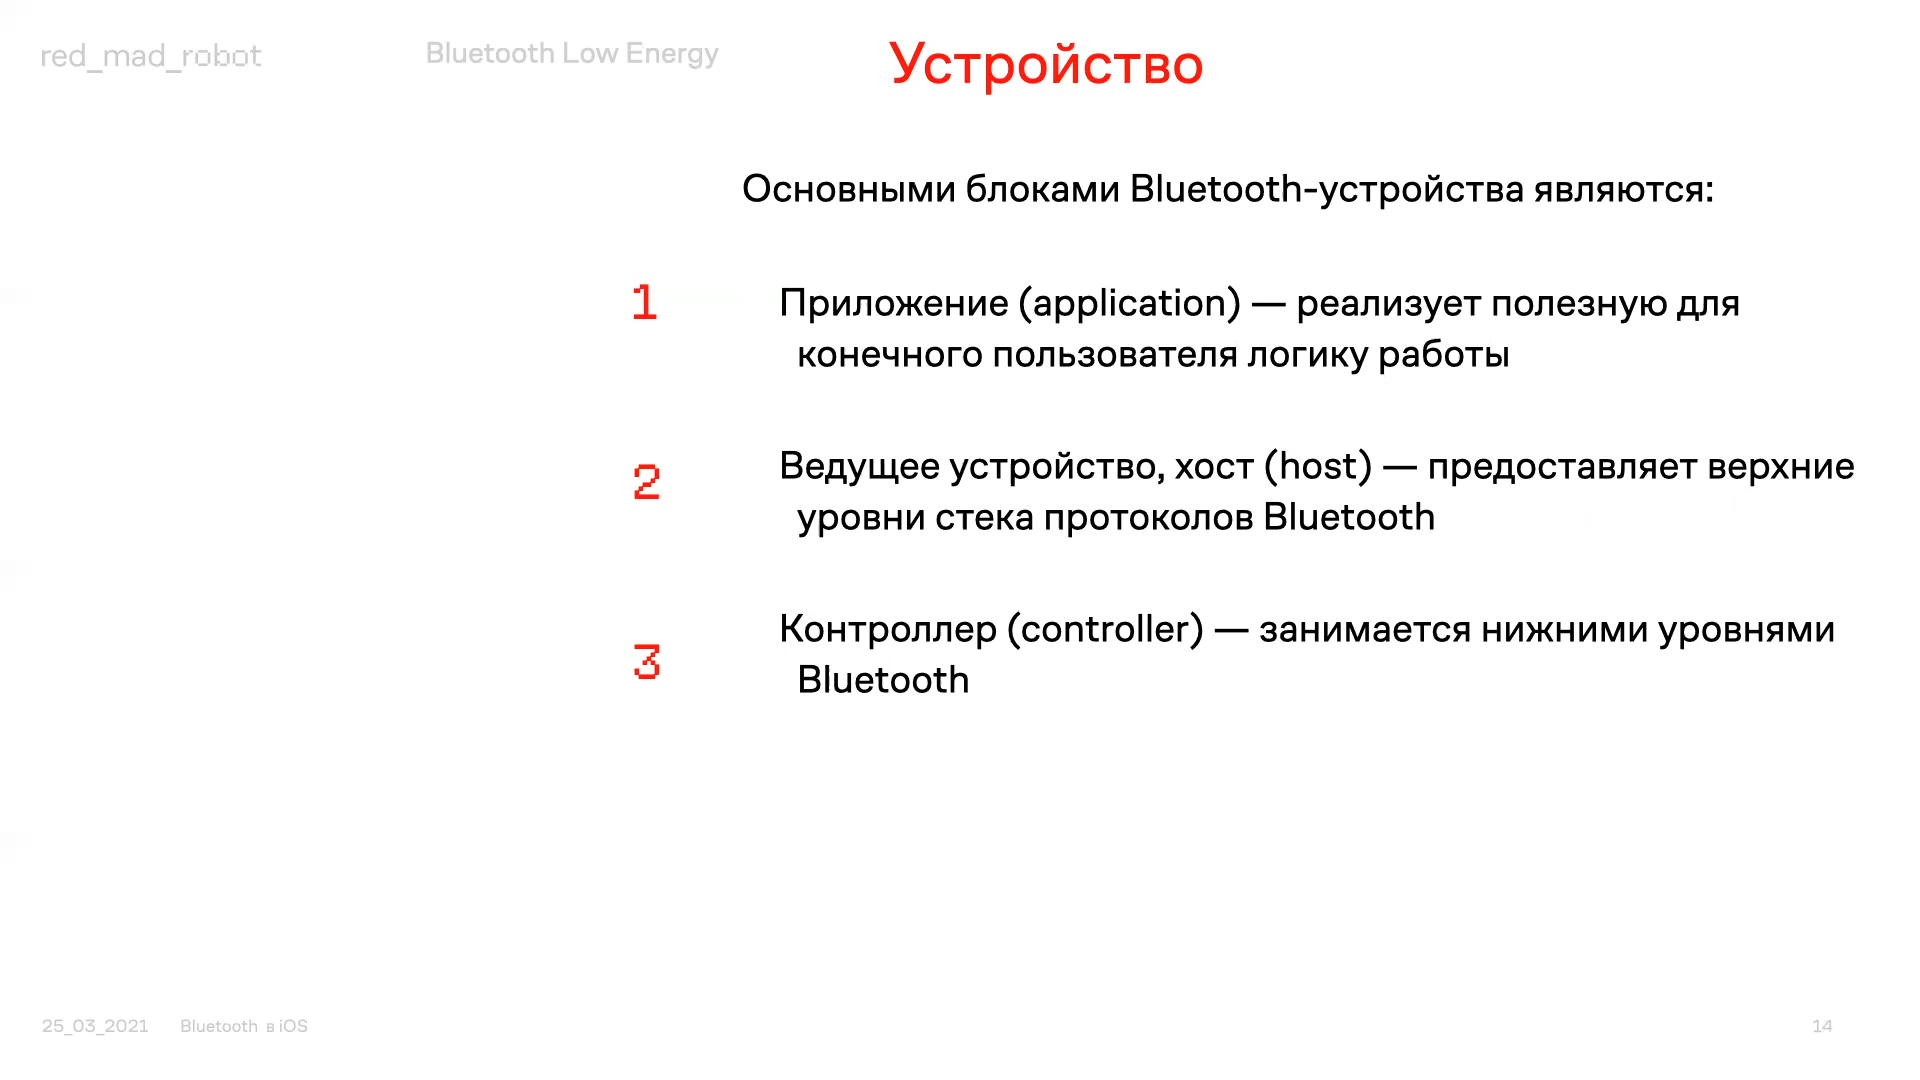 red_mad_robot
Bluetooth Low Energy
Устройство
Основными блоками Bluetooth-устройства являются:
1
Приложение (application) — реализует полезную для
конечного пользователя логику работы
2
Ведущее устройство, хост (host) — предоставляет верхние
уровни стека протоколов Bluetooth
3
Контроллер (controller) — занимается нижними уровнями
Bluetooth
25_03_2021
Bluetooth в iOS
14